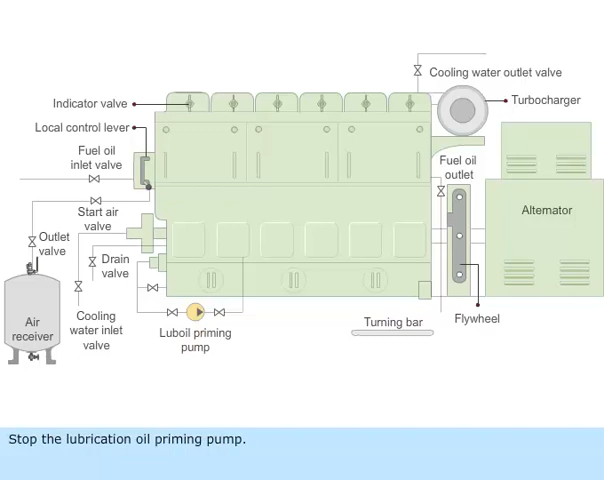 Cooling water outlet valve
Indicator valve
Turbocharger
Local control lever
Fuel oil
inlet valve
Fuel oil
outlet
Start air
valve
Alternator
Outlet
valve
Drain
valve
Cooling
water inlet
valve
Air
receiver
Luboil priming
pump
Turning bar
Flywheel
Stop the lubrication oil priming pump.